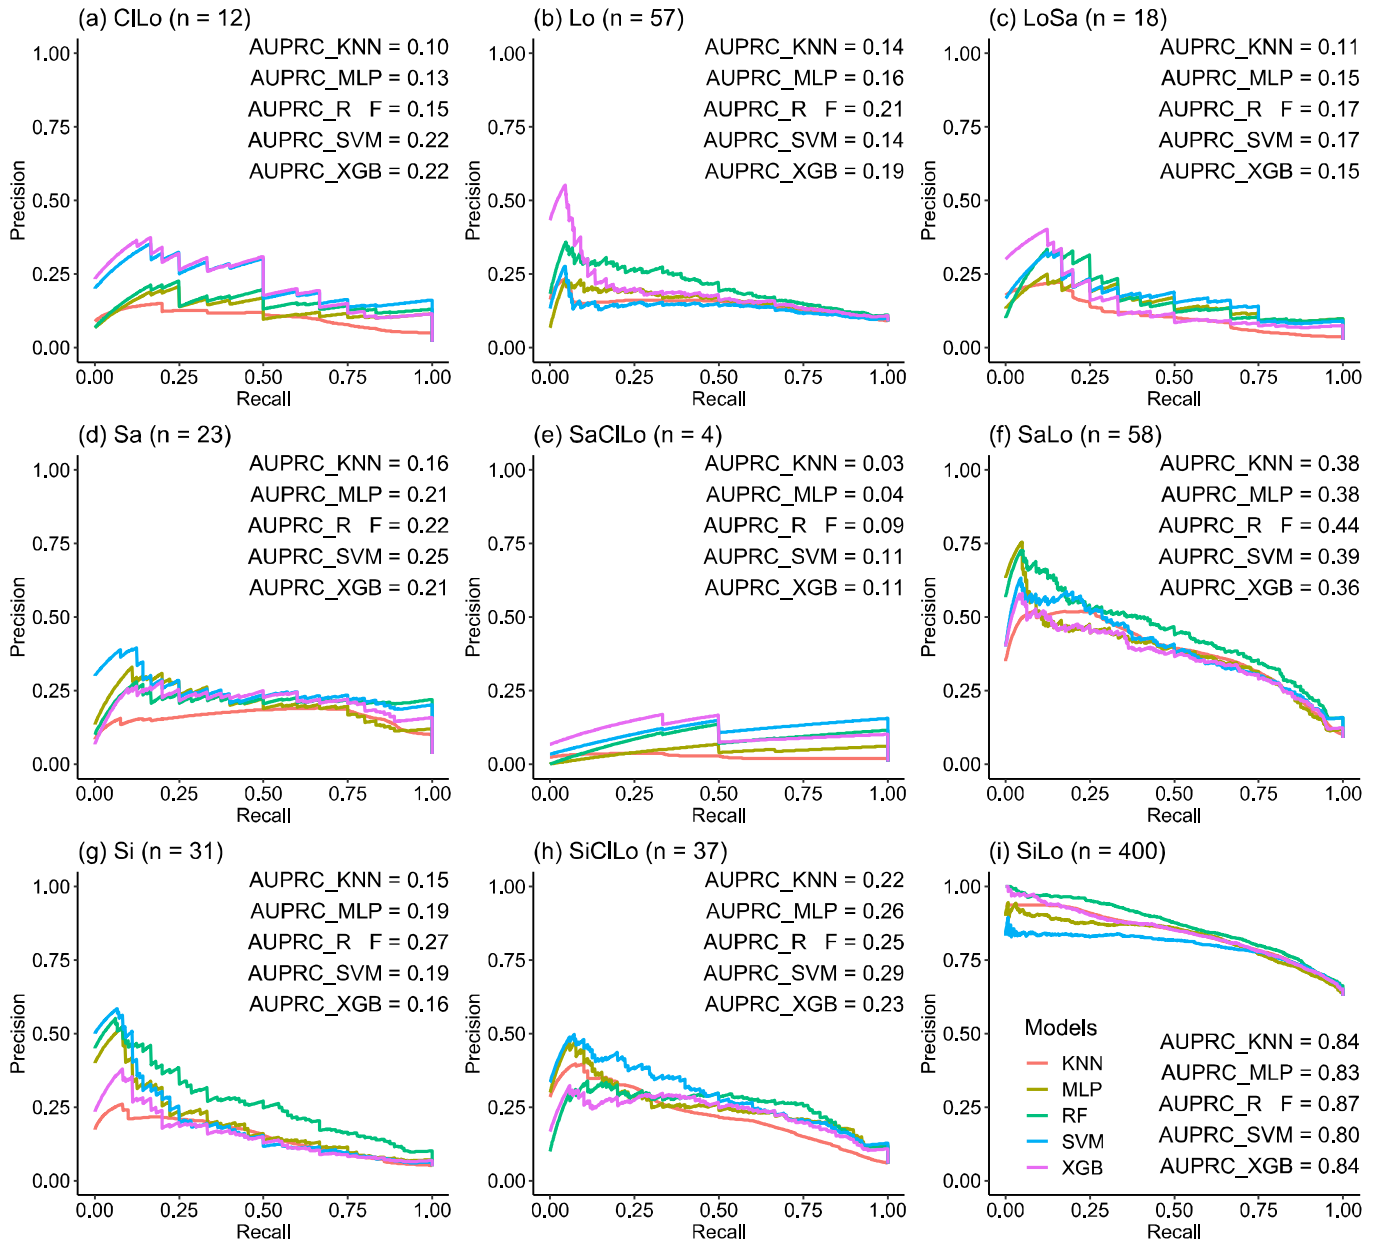 (a) ClLo (n = 12)
AUPRC_KNN = 0.10
AUPRC_MLP = 0.13
AUPRC_R F = 0.15
AUPRC_SVM = 0.22
AUPRC_XGB = 0.22
Precision
1.00
0.75
0.50
0.25
0.00
0.00 0.25 0.50 0.75 1.00
Recall
(b) Lo (n = 57)
AUPRC_KNN = 0.14
AUPRC_MLP = 0.16
AUPRC_R F = 0.21
AUPRC_SVM = 0.14
AUPRC_XGB = 0.19
Precision
1.00
0.75
0.50
0.25
0.00
0.00 0.25 0.50 0.75 1.00
Recall
(c) LoSa (n = 18)
AUPRC_KNN = 0.11
AUPRC_MLP = 0.15
AUPRC_R F = 0.17
AUPRC_SVM = 0.17
AUPRC_XGB = 0.15
Precision
1.00
0.75
0.50
0.25
0.00
0.00 0.25 0.50 0.75 1.00
Recall
(d) Sa (n = 23)
AUPRC_KNN = 0.16
AUPRC_MLP = 0.21
AUPRC_R F = 0.22
AUPRC_SVM = 0.25
AUPRC_XGB = 0.21
Precision
1.00
0.75
0.50
0.25
0.00
0.00 0.25 0.50 0.75 1.00
Recall
(e) SaClLo (n = 4)
AUPRC_KNN = 0.03
AUPRC_MLP = 0.04
AUPRC_R F = 0.09
AUPRC_SVM = 0.11
AUPRC_XGB = 0.11
Precision
1.00
0.75
0.50
0.25
0.00
0.00 0.25 0.50 0.75 1.00
Recall
(f) SaLo (n = 58)
AUPRC_KNN = 0.38
AUPRC_MLP = 0.38
AUPRC_R F = 0.44
AUPRC_SVM = 0.39
AUPRC_XGB = 0.36
Precision
1.00
0.75
0.50
0.25
0.00
0.00 0.25 0.50 0.75 1.00
Recall
(g) Si (n = 31)
AUPRC_KNN = 0.15
AUPRC_MLP = 0.19
AUPRC_R F = 0.27
AUPRC_SVM = 0.19
AUPRC_XGB = 0.16
Precision
1.00
0.75
0.50
0.25
0.00
0.00 0.25 0.50 0.75 1.00
Recall
(h) SiClLo (n = 37)
AUPRC_KNN = 0.22
AUPRC_MLP = 0.26
AUPRC_R F = 0.25
AUPRC_SVM = 0.29
AUPRC_XGB = 0.23
Precision
1.00
0.75
0.50
0.25
0.00
0.00 0.25 0.50 0.75 1.00
Recall
(i) SiLo (n = 400)
Precision
1.00
0.75
0.50
0.25
0.00
Models
KNN
MLP
RF
SVM
XGB
AUPRC_KNN = 0.84
AUPRC_MLP = 0.83
AUPRC_R F = 0.87
AUPRC_SVM = 0.80
AUPRC_XGB = 0.84
0.00 0.25 0.50 0.75 1.00
Recall